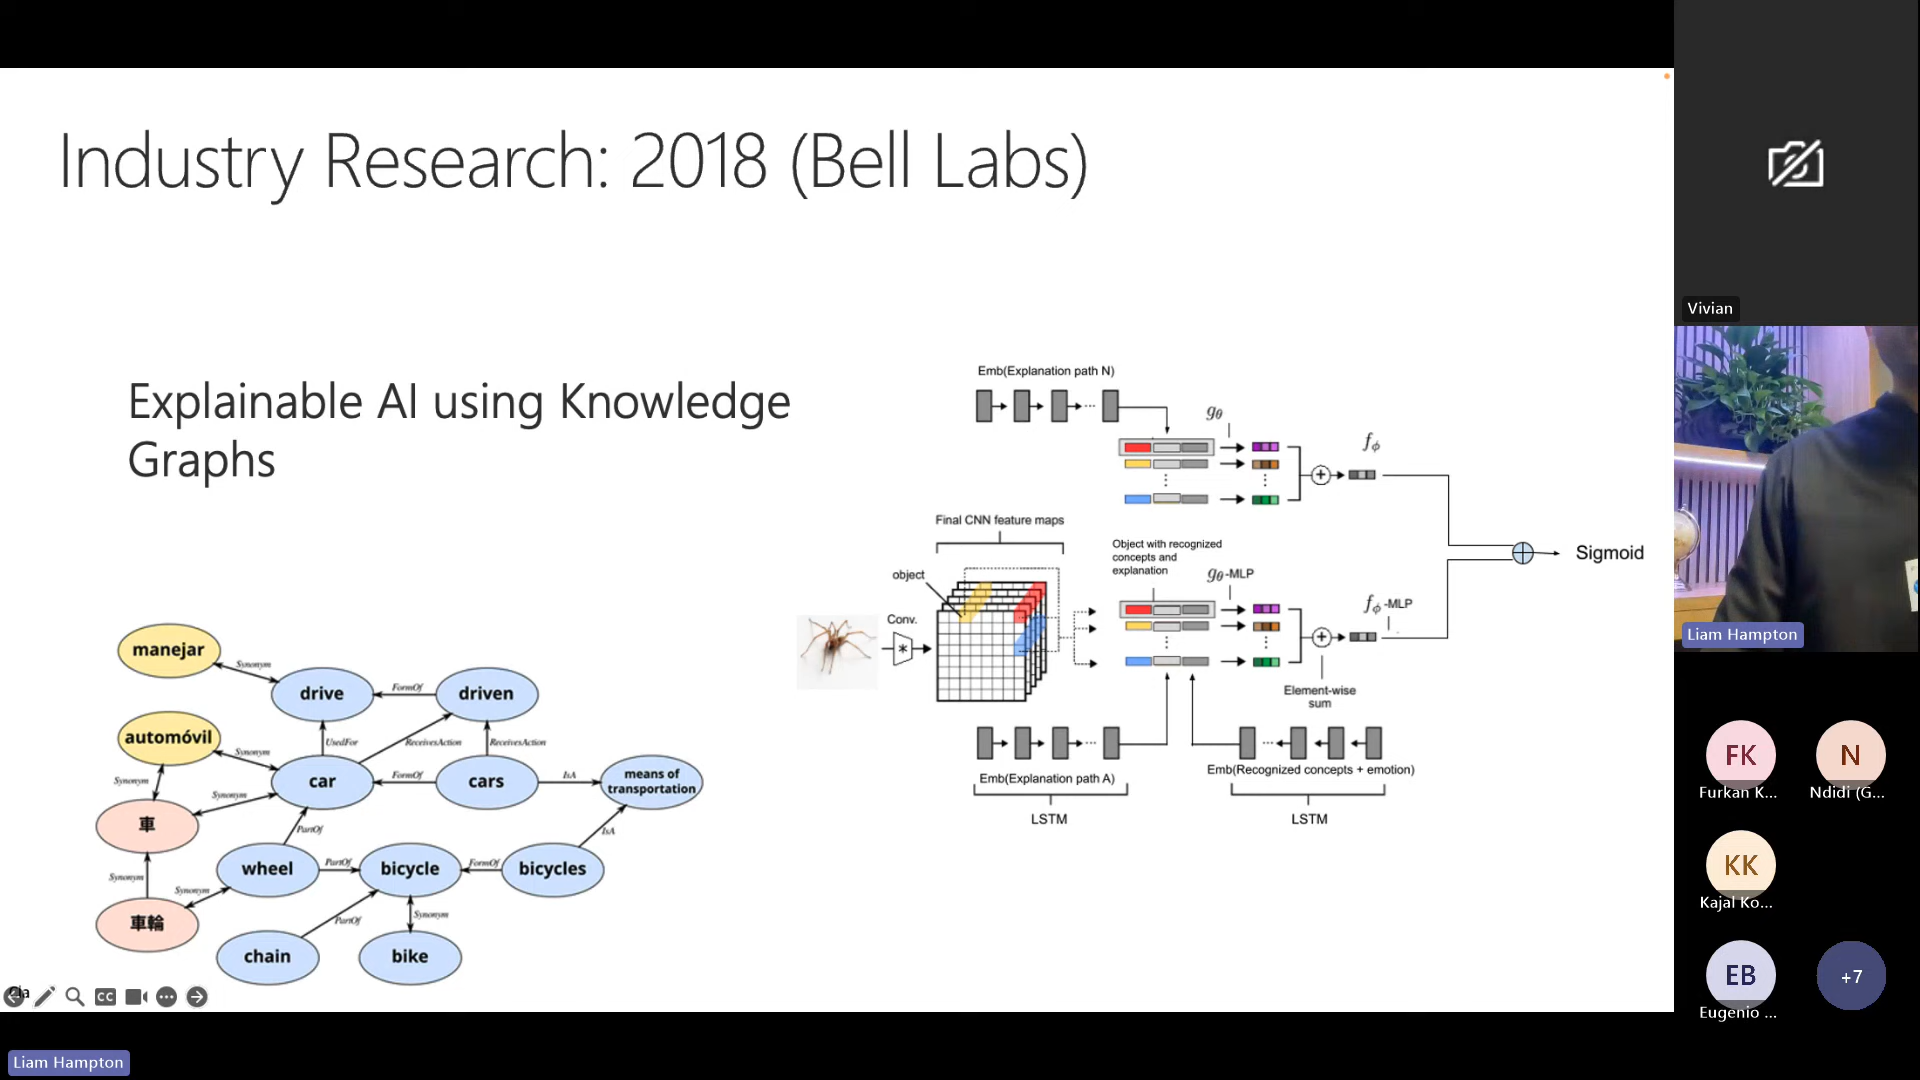 Industry Research: 2018 (Bell Labs)
Explainable AI using Knowledge
Graphs
manejar
Synonym
drive
FormOf
driven
automóvil
Synonym
UsedFor
ReceivesAction
ReceivesAction
Synonym
car
FormOf
cars
IsA
means of
transportation
Synonym
車
PartOf
IsA
wheel
PartOf
bicycle
FormOf
bicycles
Synonym
Synonym
車輪
PartOf
Synonym
chain
bike
Emb(Explanation path N)
gθ
fϕ
Final CNN feature maps
object
Conv.
*
Object with recognized
concepts and
explanation
gθ-MLP
fϕ-MLP
Sigmoid
Element-wise
sum
Emb(Explanation path A)
LSTM
Emb(Recognized concepts + emotion)
LSTM
CC
Liam Hampton
Vivian
Liam Hampton
FK
Furkan K...
N
Ndidi (G...
KK
Kajal Ko...
EB
Eugenio ...
+7